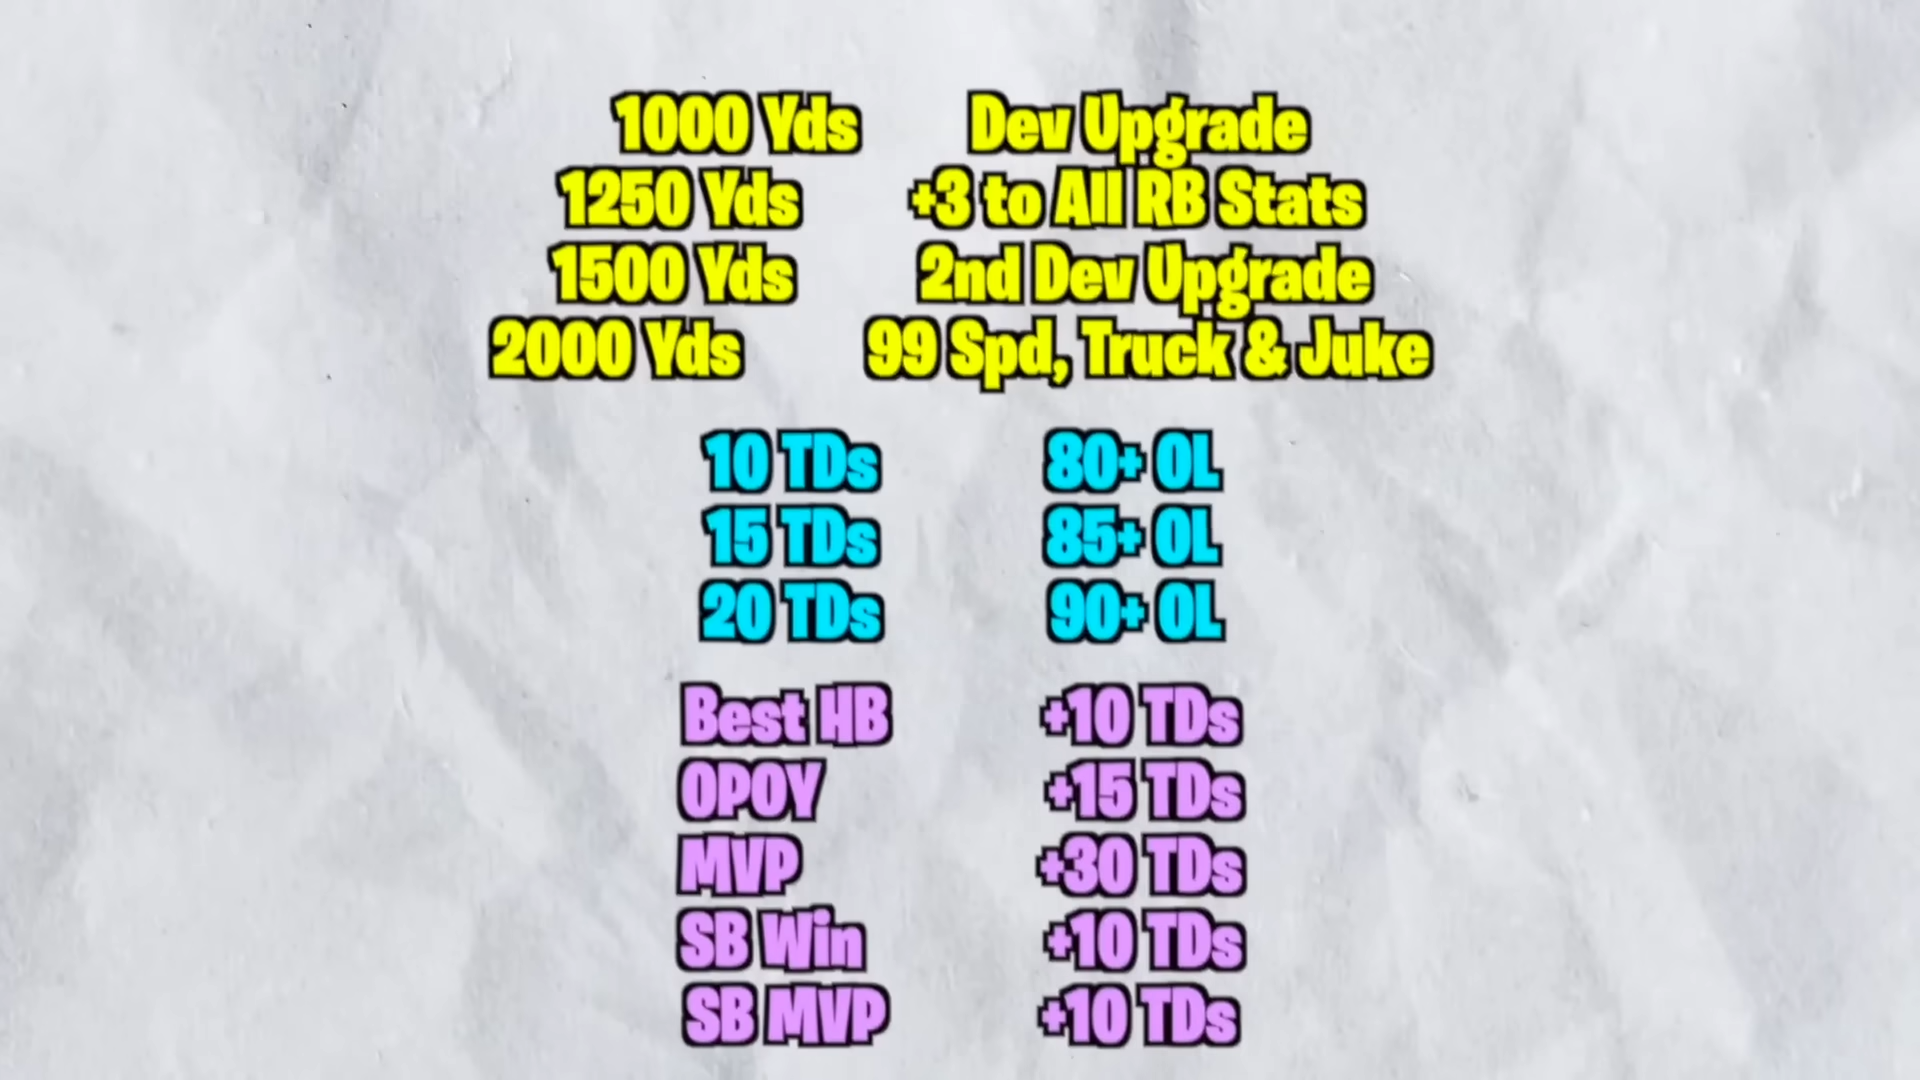 1000 Yds Dev Upgrade
1250 Yds +3 to All RB Stats
1500 Yds 2nd Dev Upgrade
2000 Yds 99 Spd, Truck & Juke
10 TDs 80+ OL
15 TDs 85+ OL
20 TDs 90+ OL
Best HB +10 TDs
OPOY +15 TDs
MVP +30 TDs
SB Win +10 TDs
SB MVP +10 TDs